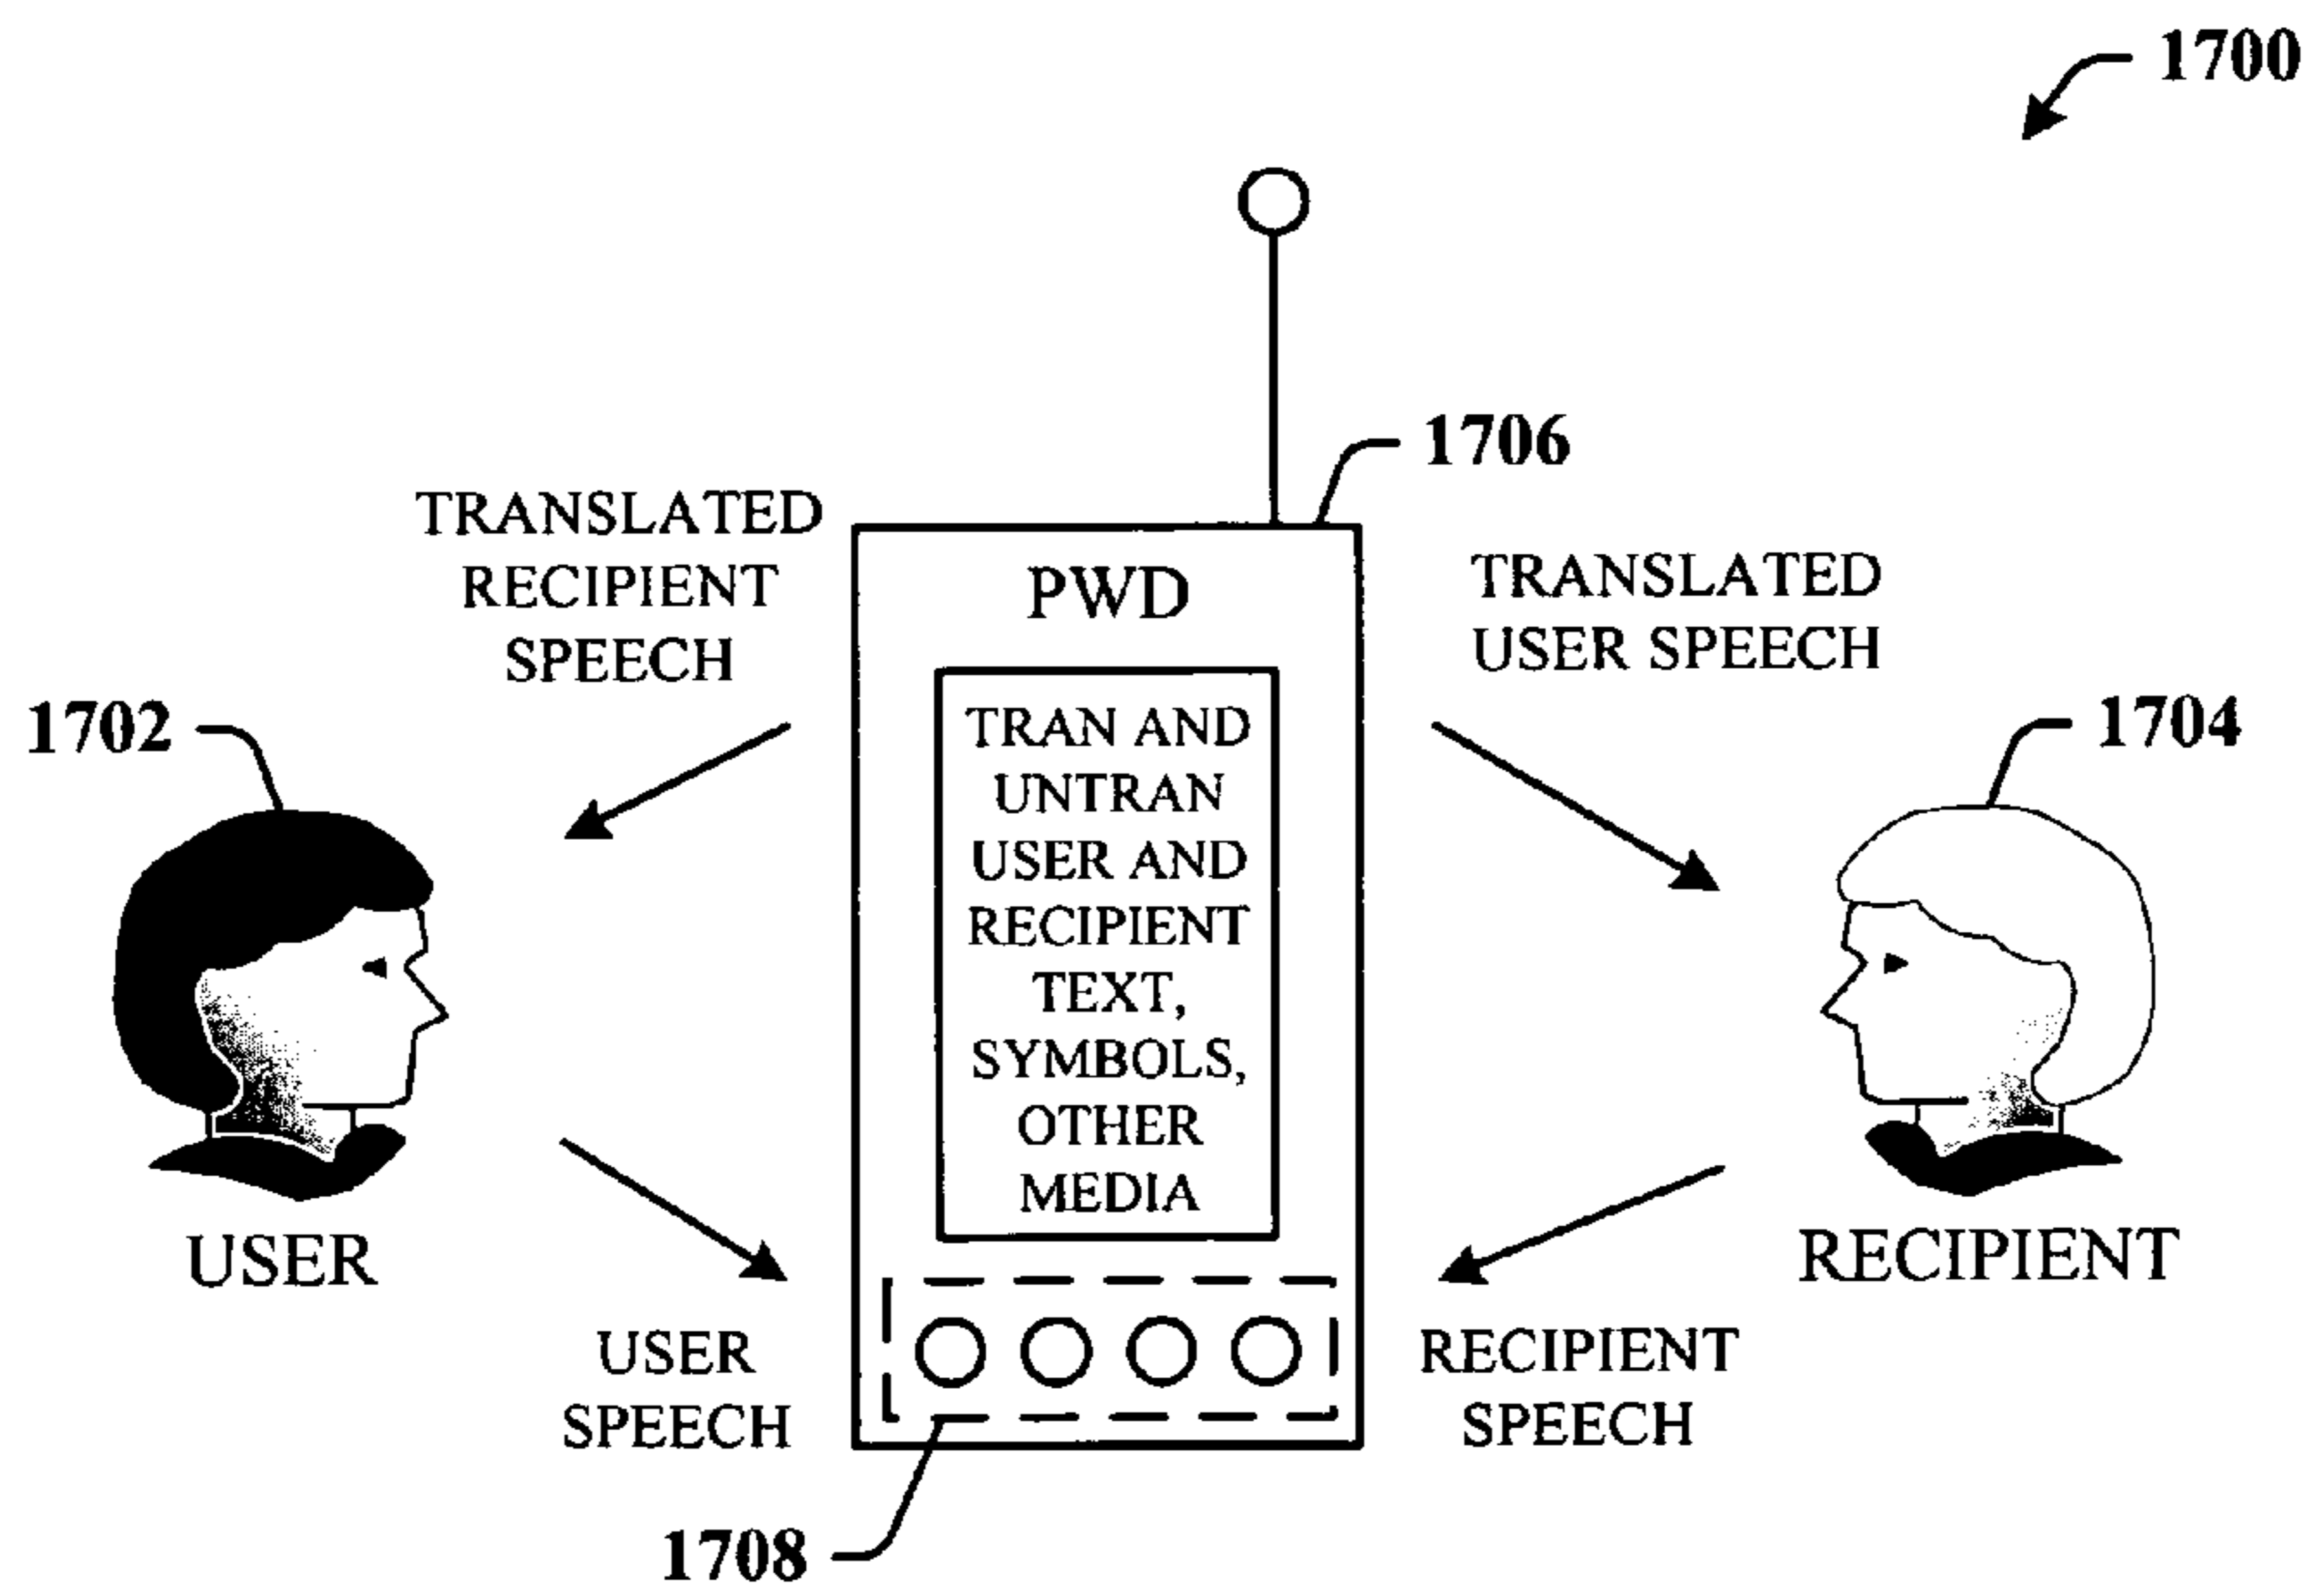 1700
1706
TRANSLATED
RECIPIENT
SPEECH
PWD
TRANSLATED
USER SPEECH
1702
1704
TRAN AND
UNTRAN
USER AND
RECIPIENT
TEXT,
SYMBOLS,
OTHER
MEDIA
USER
RECIPIENT
USER
SPEECH
RECIPIENT
SPEECH
1708